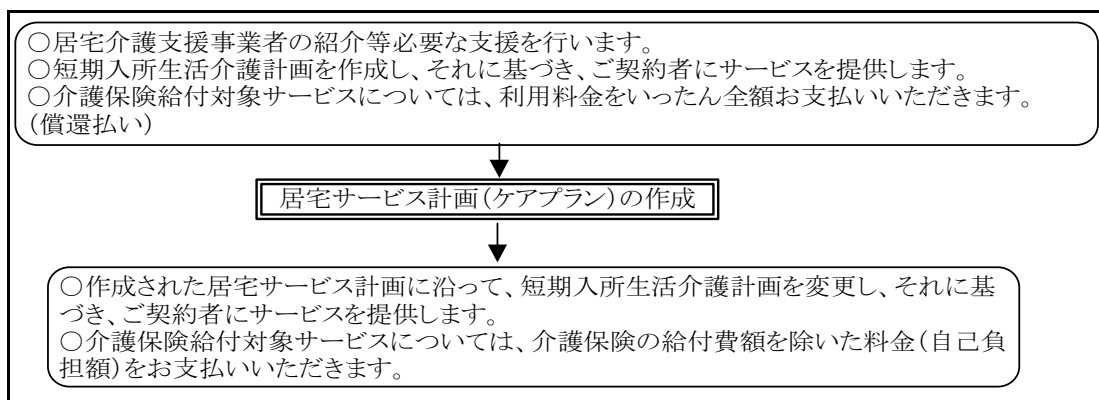 ○居宅介護支援事業者の紹介等必要な支援を行います。
○短期入所生活介護計画を作成し、それに基づき、ご契約者にサービスを提供します。
○介護保険給付対象サービスについては、利用料金をいったん全額お支払いいただきます。
(償還払い)
居宅サービス計画(ケアプラン)の作成
○作成された居宅サービス計画に沿って、短期入所生活介護計画を変更し、それに基
づき、ご契約者にサービスを提供します。
○介護保険給付対象サービスについては、介護保険の給付費額を除いた料金(自己負
担額)をお支払いいただきます。